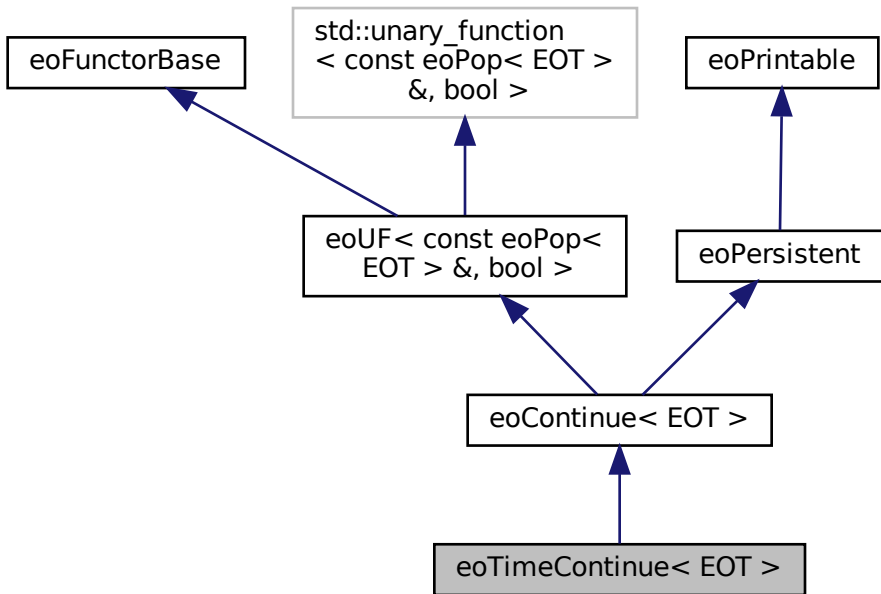 eoFunctorBase
std::unary_function
< const eoPop< EOT >
&, bool >
eoPrintable
eoUF< const eoPop<
EOT > &, bool >
eoPersistent
eoContinue< EOT >
eoTimeContinue< EOT >